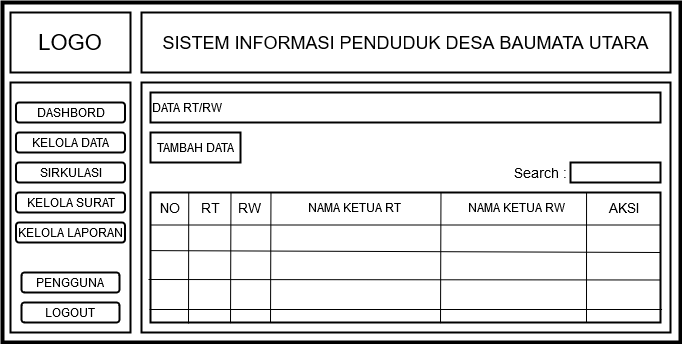 LOGO
SISTEM INFORMASI PENDUDUK DESA BAUMATA UTARA
DASHBORD
KELOLA DATA
SIRKULASI
KELOLA SURAT
KELOLA LAPORAN
PENGGUNA
LOGOUT
DATA RT/RW
TAMBAH DATA
Search :
NO RT RW NAMA KETUA RT NAMA KETUA RW AKSI